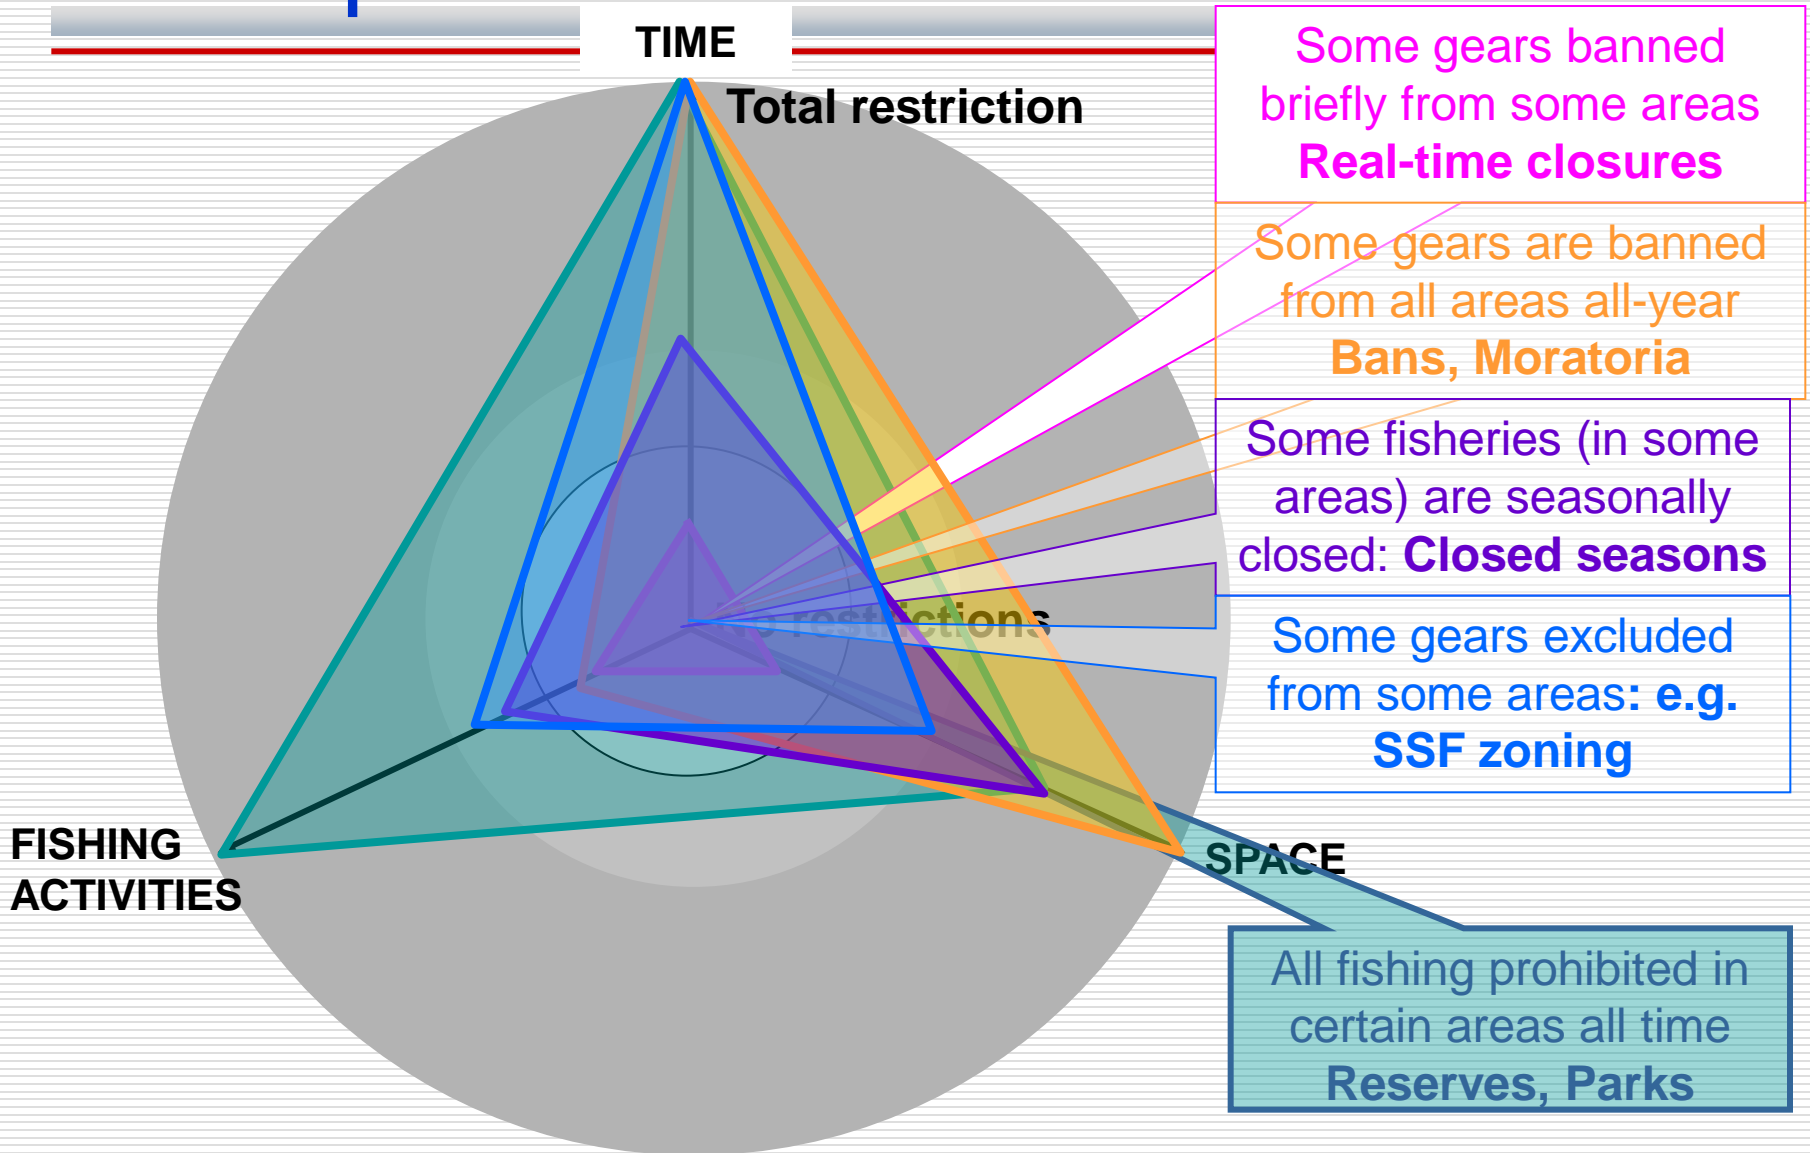 TIME
Total restriction
Some gears banned
briefly from some areas
Real-time closures
Some gears are banned
from all areas all-year
Bans, Moratoria
Some fisheries (in some
areas) are seasonally
closed: Closed seasons
No restrictions
Some gears excluded
from some areas: e.g.
SSF zoning
FISHING
ACTIVITIES
SPACE
All fishing prohibited in
certain areas all time
Reserves, Parks